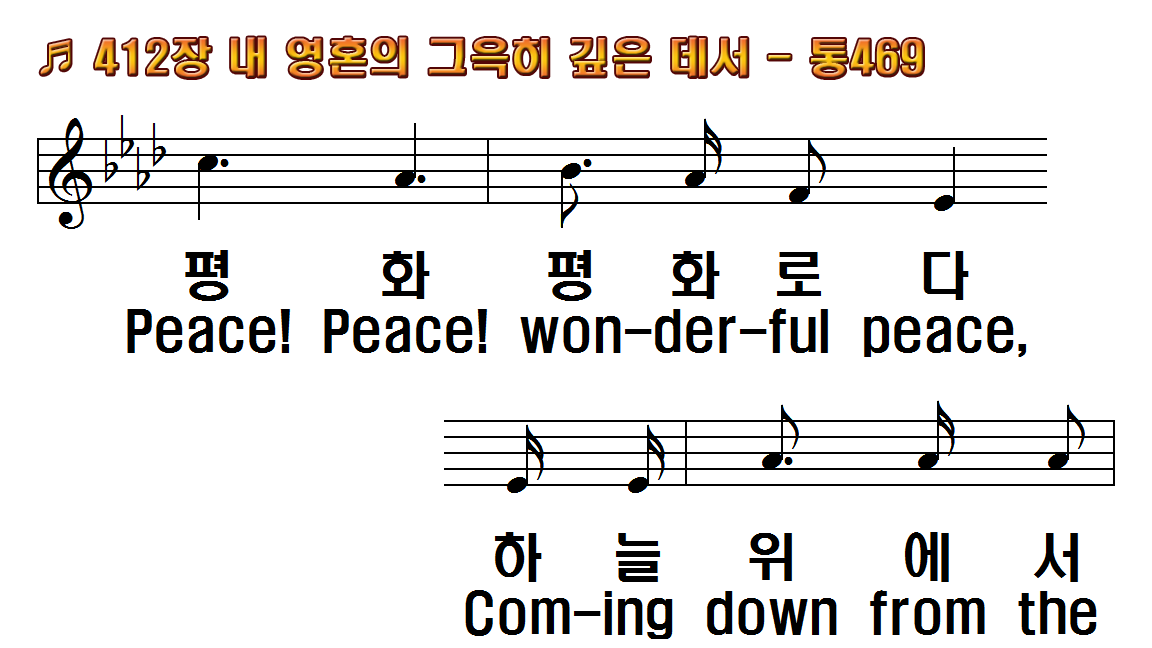 ♬ 412장 내 영혼의 그윽히 깊은 데서 - 통469
평 화 평 화 로 다
Peace! Peace! won-der-ful peace,
하 늘 위 에 서
Com-ing down from the